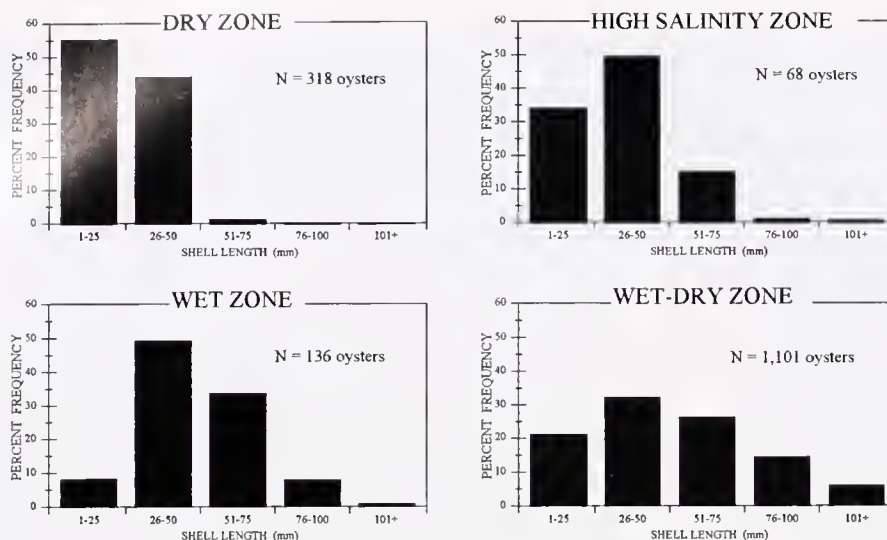 DRY ZONE
N = 318 oysters
PERCENT FREQUENCY
60
50
40
30
20
10
0
1-25 26-50 51-75 76-100 101+
SHELL LENGTH (mm)
HIGH SALINITY ZONE
N = 68 oysters
PERCENT FREQUENCY
60
50
40
30
20
10
0
1-25 26-50 51-75 76-100 101+
SHELL LENGTH (mm)
WET ZONE
N = 136 oysters
PERCENT FREQUENCY
60
50
40
30
20
10
0
1-25 26-50 51-75 76-100 101+
SHELL LENGTH (mm)
WET-DRY ZONE
N = 1,101 oysters
PERCENT FREQUENCY
60
50
40
30
20
10
0
1-25 26-50 51-75 76-100 101+
SHELL LENGTH (mm)